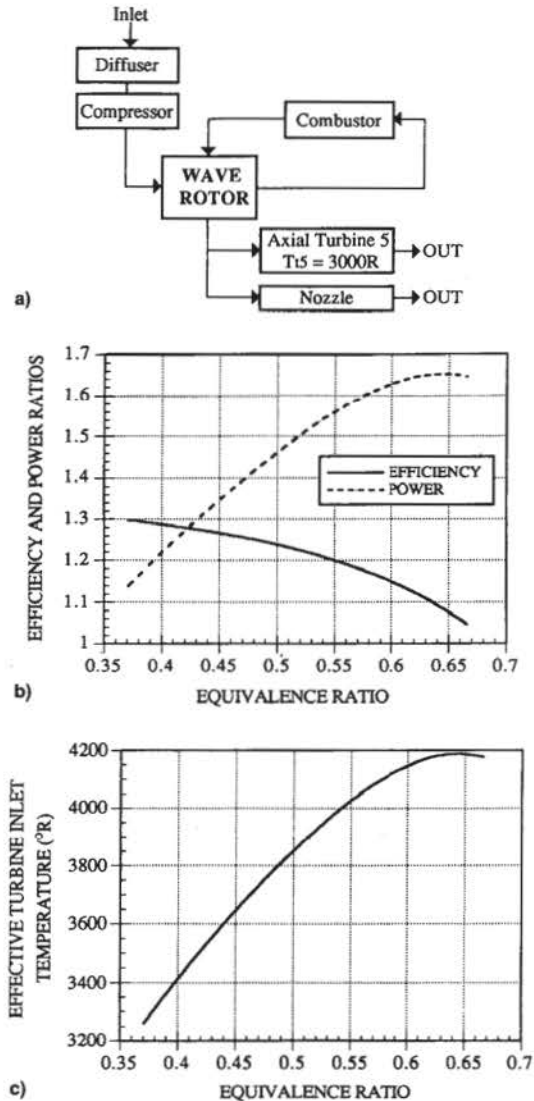 Inlet
Diffuser
Compressor
Combustor
WAVE
ROTOR
Axial Turbine 5
Tt5 = 3000R
OUT
Nozzle
OUT
a)
1.7
1.6
1.5
1.4
1.3
1.2
1.1
1
EFFICIENCY AND POWER RATIOS
EFFICIENCY
POWER
0.35 0.4 0.45 0.5 0.55 0.6 0.65 0.7
b)
EQUIVALENCE RATIO
4200
4000
3800
3600
3400
3200
EFFECTIVE TURBINE INLET
TEMPERATURE (°R)
0.35 0.4 0.45 0.5 0.55 0.6 0.65 0.7
c)
EQUIVALENCE RATIO